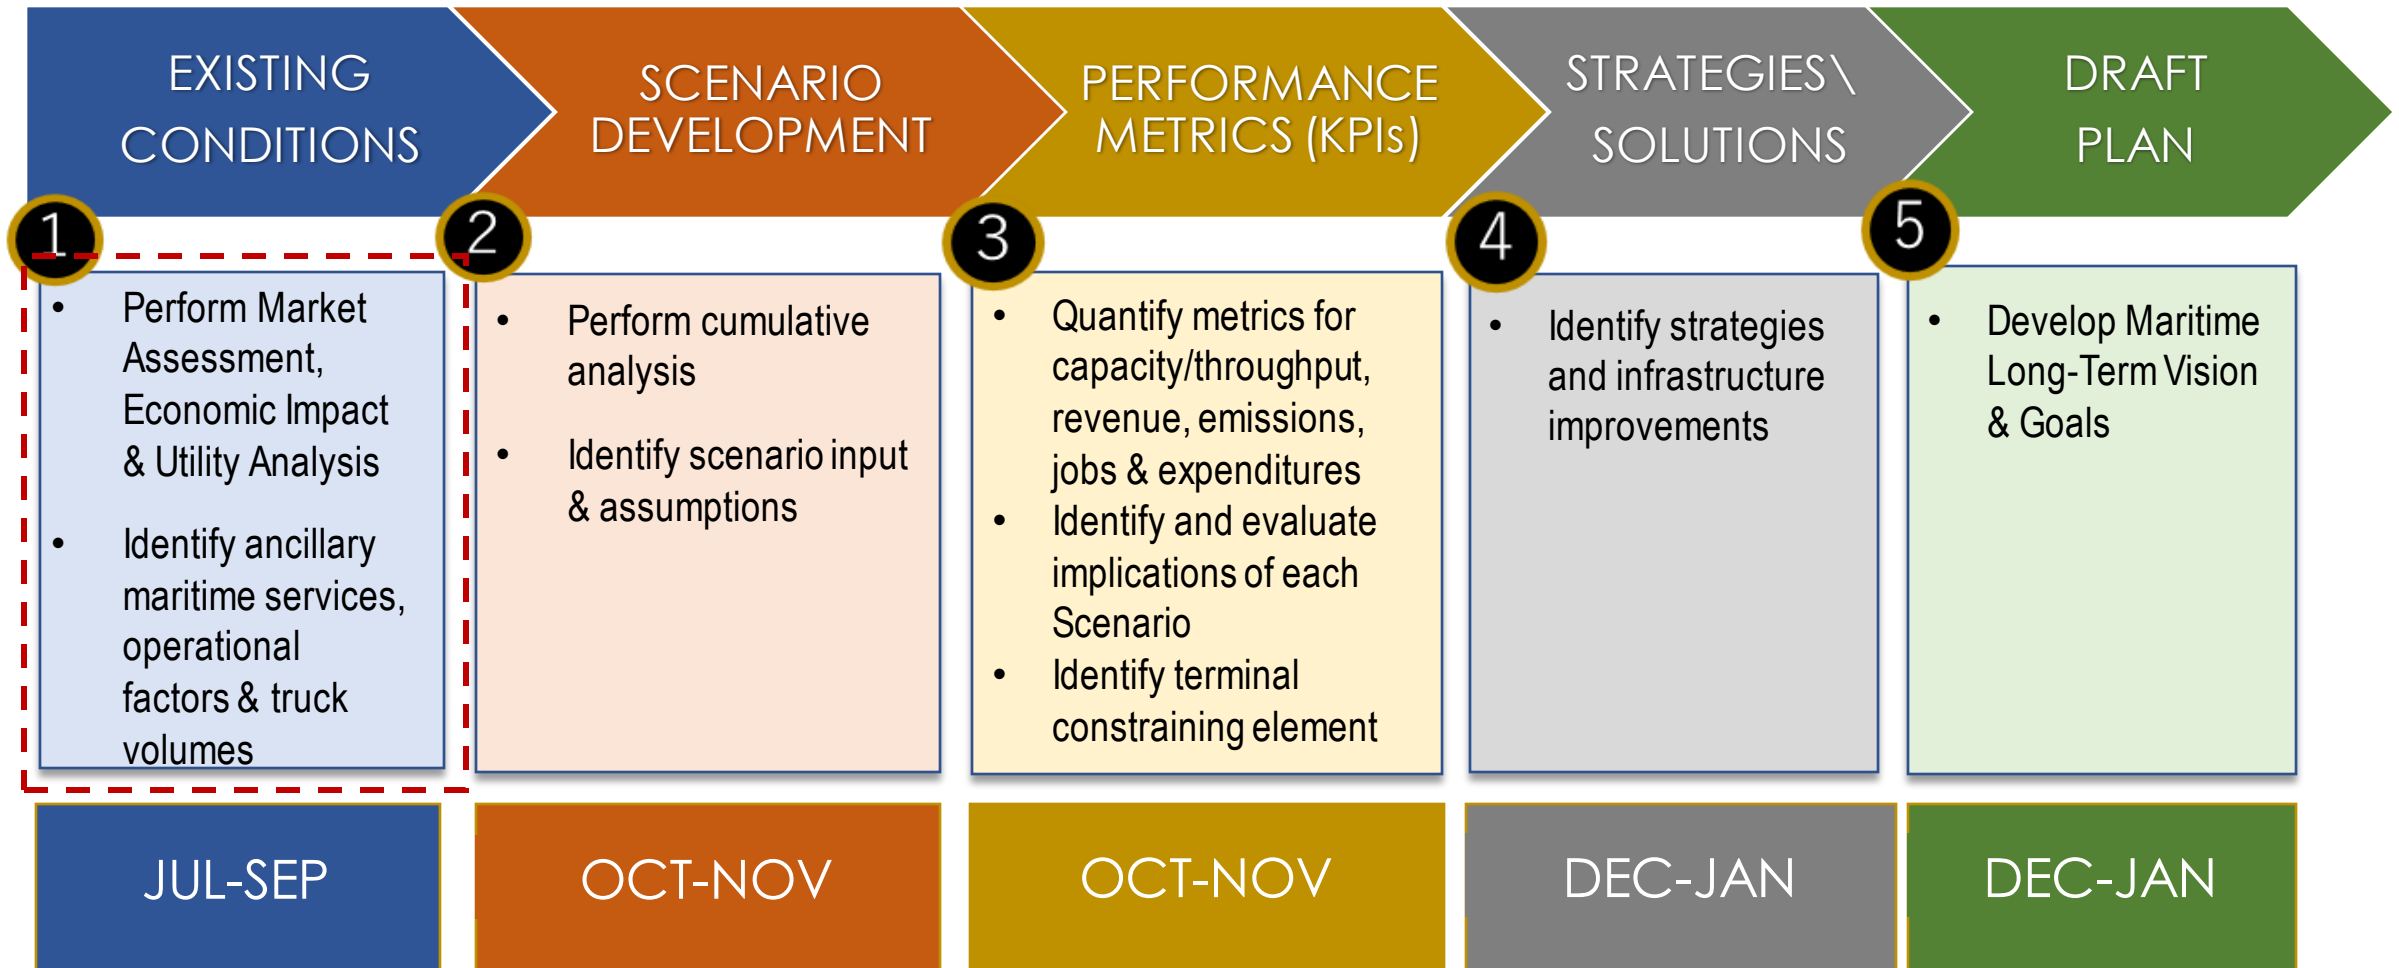 EXISTING
CONDITIONS
SCENARIO
DEVELOPMENT
PERFORMANCE
METRICS (KPIs)
STRATEGIES\
SOLUTIONS
DRAFT
PLAN
1
2
3
4
5
• Perform Market
Assessment,
Economic Impact
& Utility Analysis
• Identify ancillary
maritime services,
operational
factors & truck
volumes
• Perform cumulative
analysis
• Identify scenario input
& assumptions
• Quantify metrics for
capacity/throughput,
revenue, emissions,
jobs & expenditures
• Identify and evaluate
implications of each
Scenario
• Identify terminal
constraining element
• Identify strategies
and infrastructure
improvements
• Develop Maritime
Long-Term Vision
& Goals
JUL-SEP
OCT-NOV
OCT-NOV
DEC-JAN
DEC-JAN